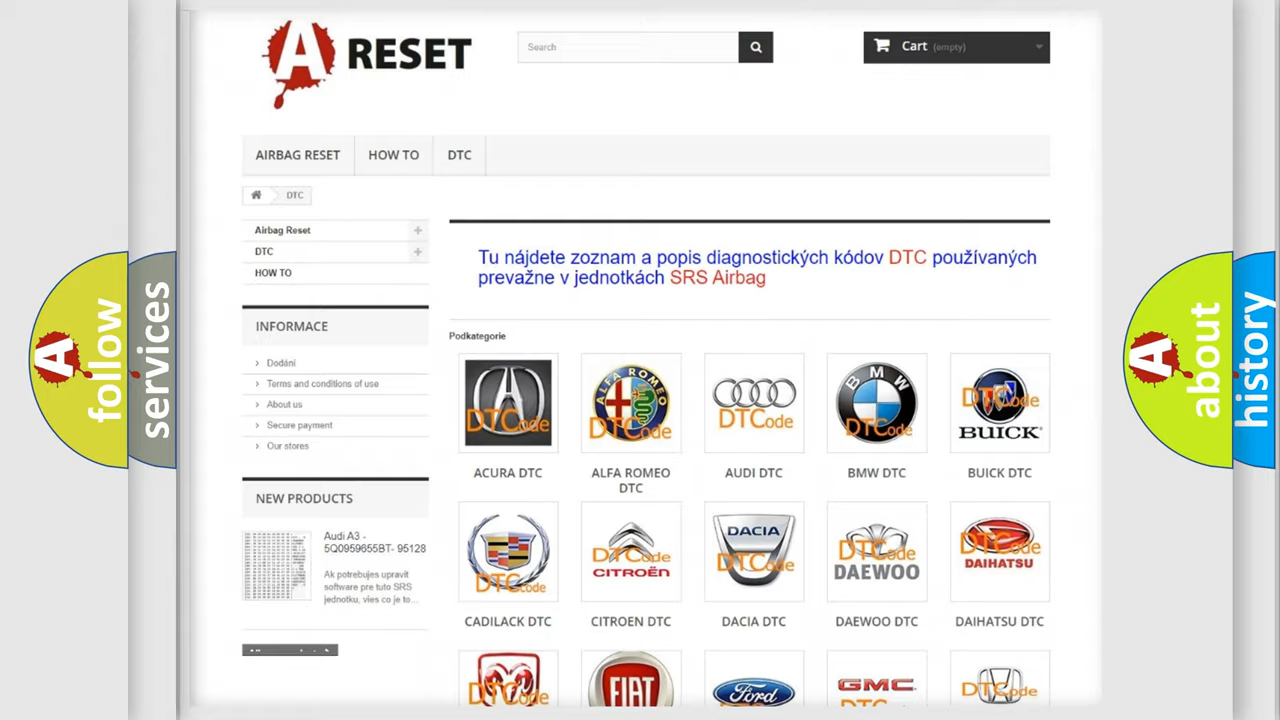 A RESET
Search
Cart (empty)
AIRBAG RESET
HOW TO
DTC
DTC
Airbag Reset
DTC
HOW TO
INFORMACE
Dodání
Terms and conditions of use
About us
Secure payment
Our stores
NEW PRODUCTS
Audi A3 -
5Q0959655BT- 95128
Ak potrebujes upravit
software pre tuto SRS
jednotku, vies co je to...
Tu nájdete zoznam a popis diagnostických kódov DTC používaných
prevažne v jednotkách SRS Airbag
Podkategorie
DTCode
ALFA ROMEO
DTCode
DTCode
BMW
DTCode
DTCode
BUICK
ACURA DTC
ALFA ROMEO
DTC
AUDI DTC
BMW DTC
BUICK DTC
DTCode
DTCode
CITROËN
DACIA
DTCode
DTCode
DAEWOO
DTCode
DAIHATSU
CADILACK DTC
CITROEN DTC
DACIA DTC
DAEWOO DTC
DAIHATSU DTC
DTCode
FIAT
Ford
GMC
DTCode
A follow
services
A about
history